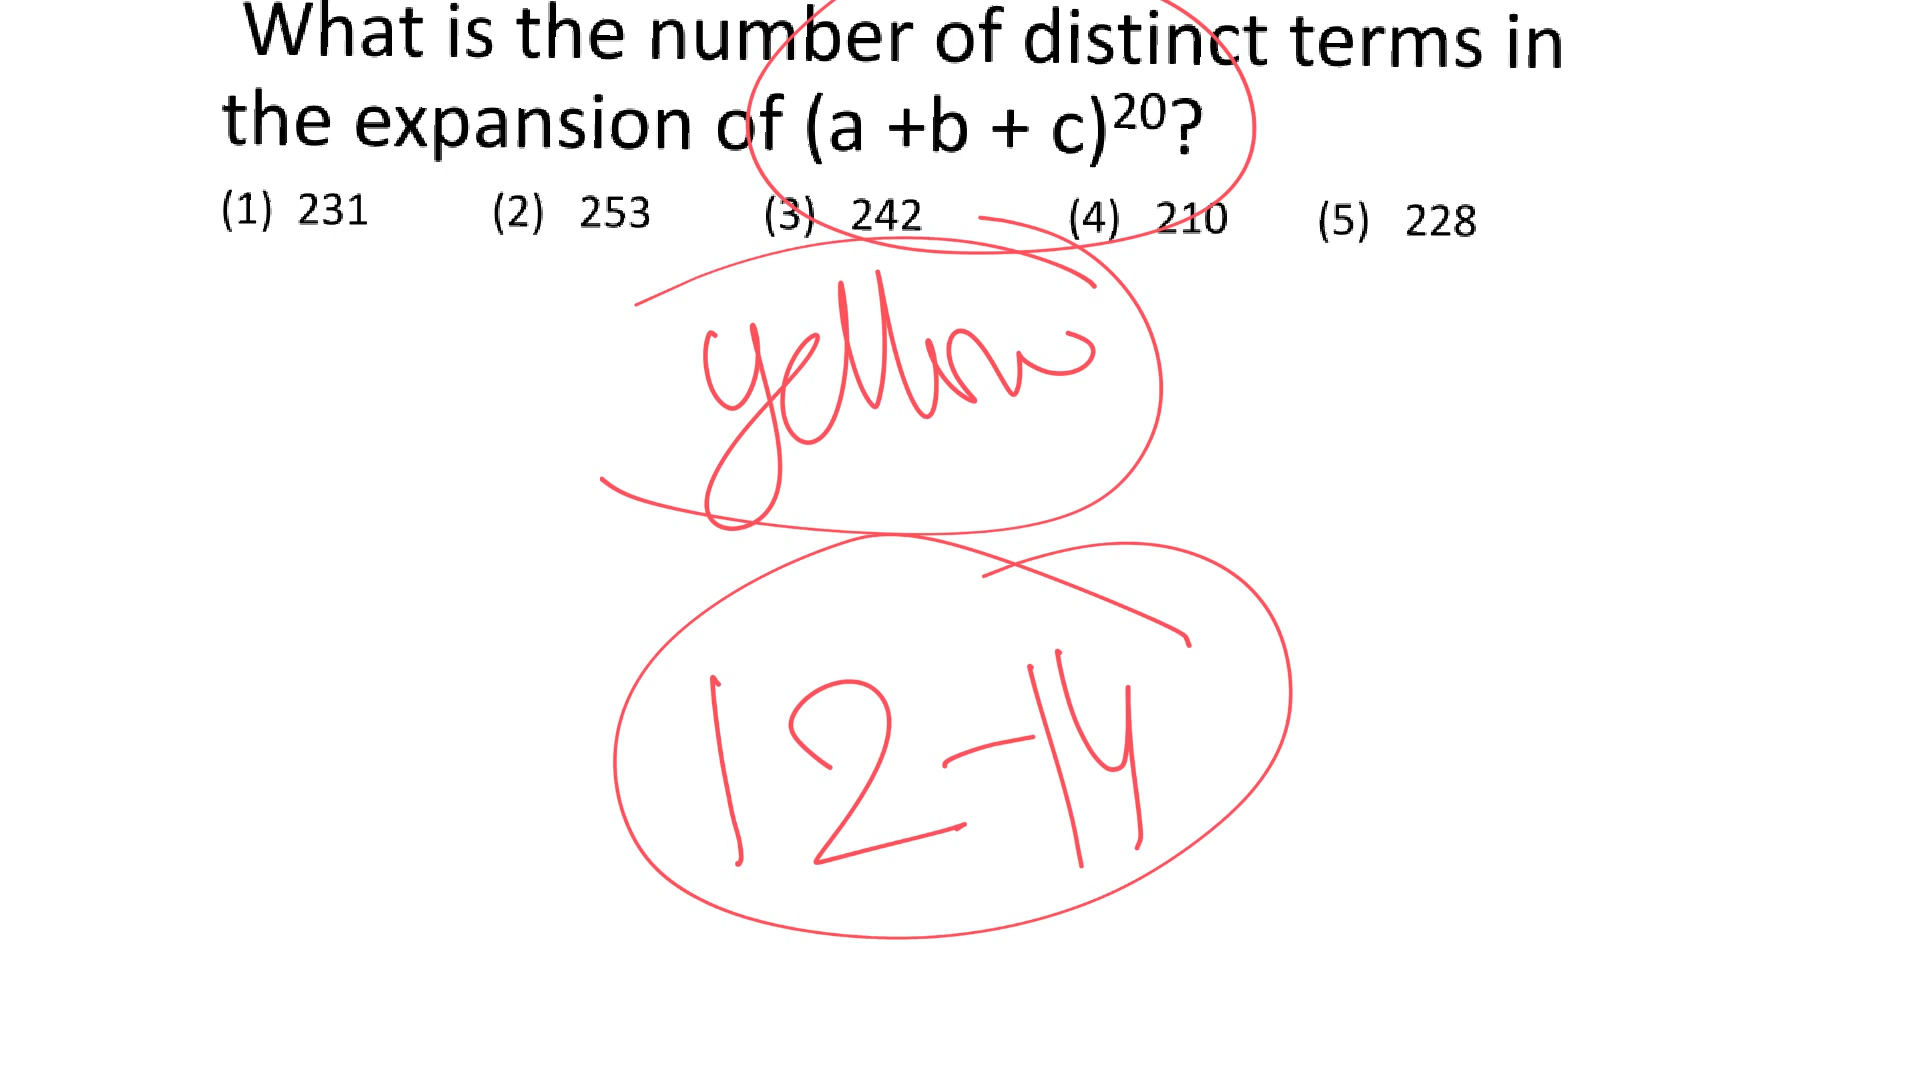 What is the number of distinct terms in
the expansion of (a +b + c)²⁰?
(1) 231 (2) 253 (3) 242 (4) 210 (5) 228
yellow
12-14